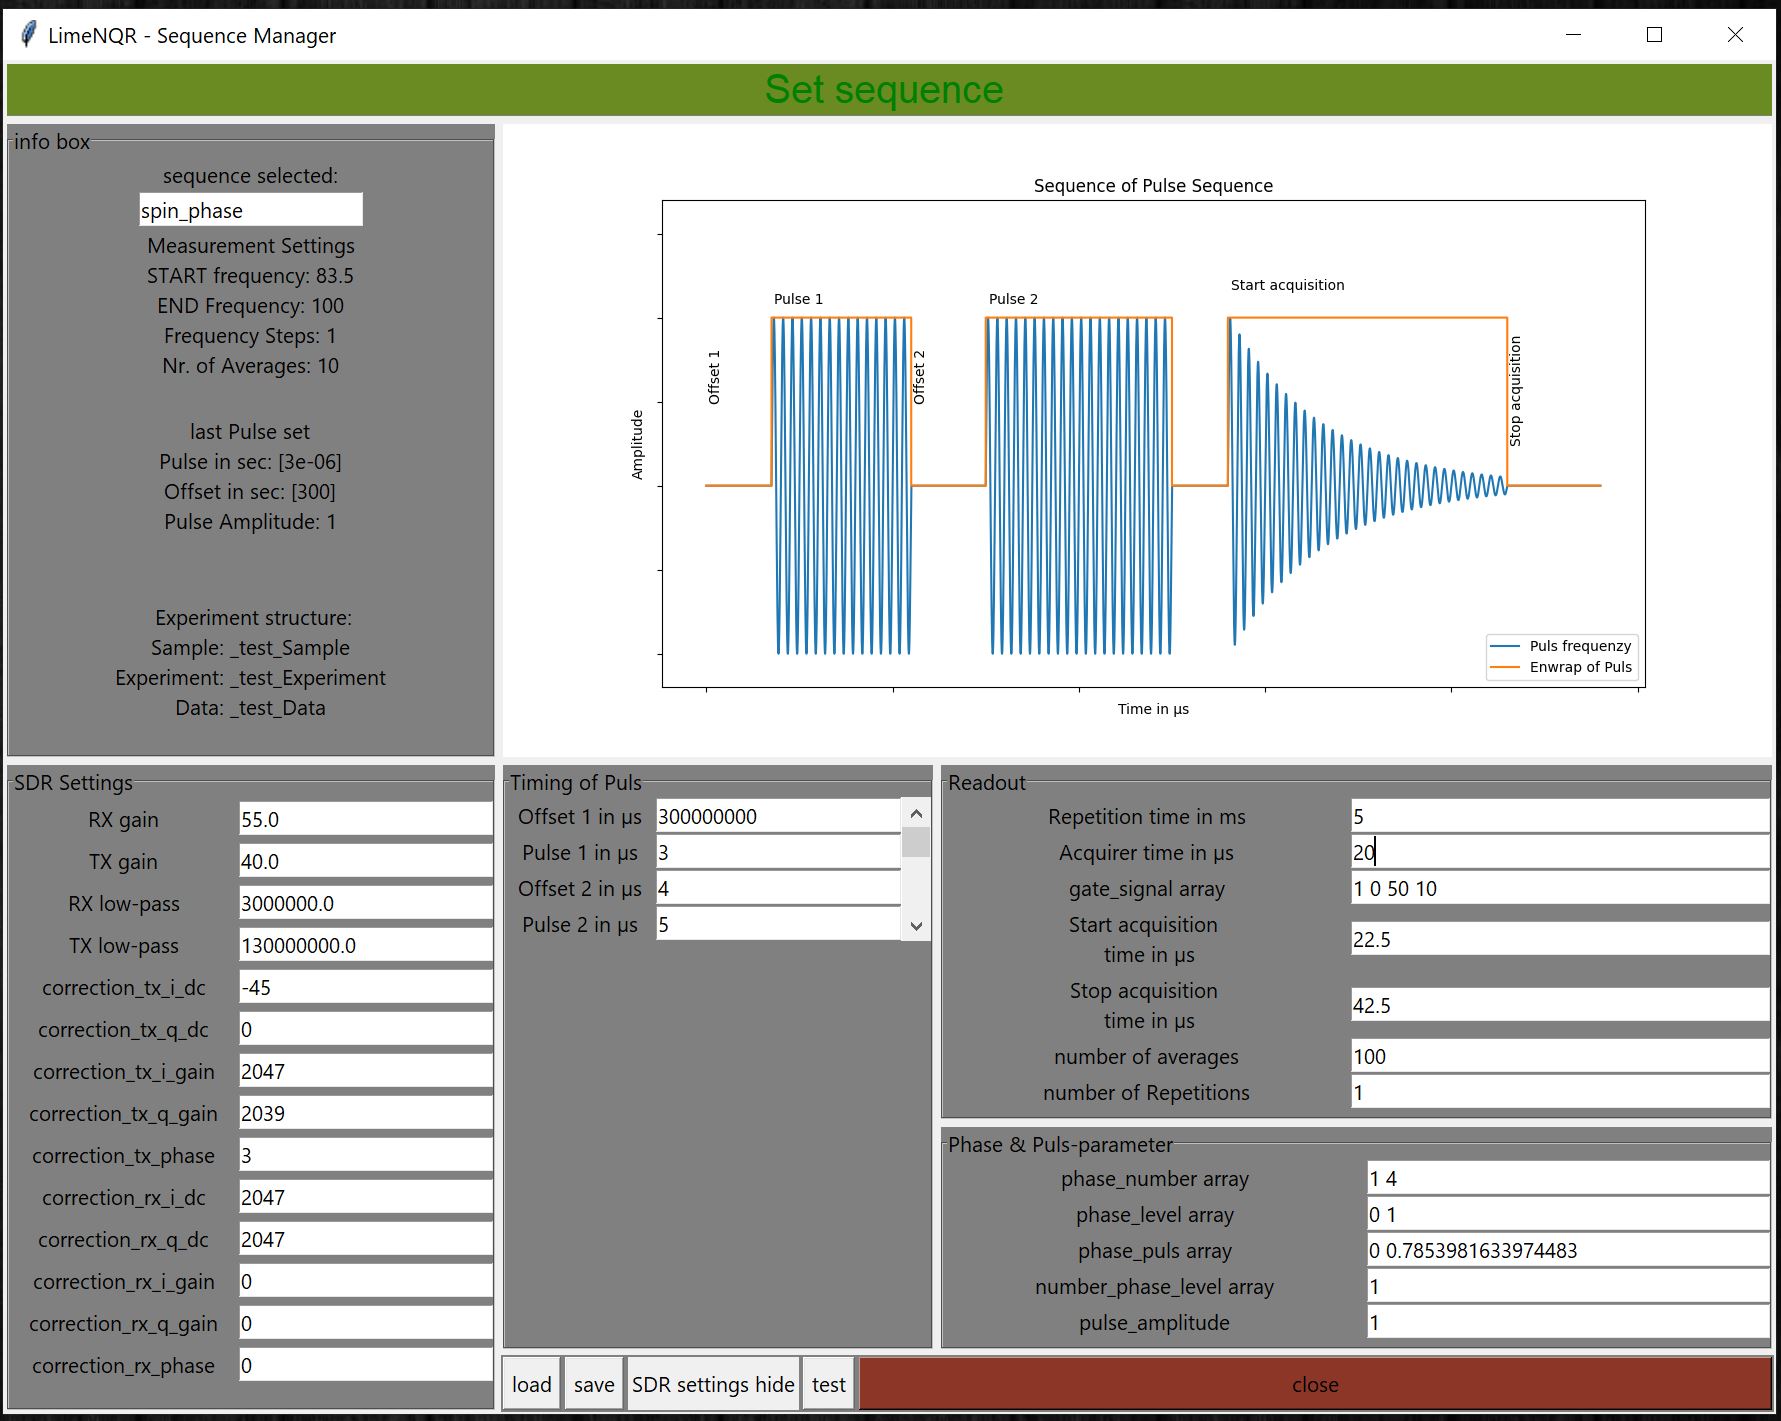 LimeNQR - Sequence Manager
Set sequence
info box
sequence selected:
spin_phase
Measurement Settings
START frequency: 83.5
END Frequency: 100
Frequency Steps: 1
Nr. of Averages: 10
last Pulse set
Pulse in sec: [3e-06]
Offset in sec: [300]
Pulse Amplitude: 1
Experiment structure:
Sample: _test_Sample
Experiment: _test_Experiment
Data: _test_Data
Sequence of Pulse Sequence
Amplitude
Offset 1
Pulse 1
Offset 2
Pulse 2
Start acquisition
Stop acquisition
Puls frequenzy
Enwrap of Puls
Time in µs
SDR Settings
RX gain 55.0
TX gain 40.0
RX low-pass 3000000.0
TX low-pass 130000000.0
correction_tx_i_dc -45
correction_tx_q_dc 0
correction_tx_i_gain 2047
correction_tx_q_gain 2039
correction_tx_phase 3
correction_rx_i_dc 2047
correction_rx_q_dc 2047
correction_rx_i_gain 0
correction_rx_q_gain 0
correction_rx_phase 0
Timing of Puls
Offset 1 in µs 300000000
Pulse 1 in µs 3
Offset 2 in µs 4
Pulse 2 in µs 5
Readout
Repetition time in ms 5
Acquirer time in µs 20
gate_signal array 1 0 50 10
Start acquisition
time in µs 22.5
Stop acquisition
time in µs 42.5
number of averages 100
number of Repetitions 1
Phase & Puls-parameter
phase_number array 1 4
phase_level array 0 1
phase_puls array 0 0.7853981633974483
number_phase_level array 1
pulse_amplitude 1
load save SDR settings hide test close